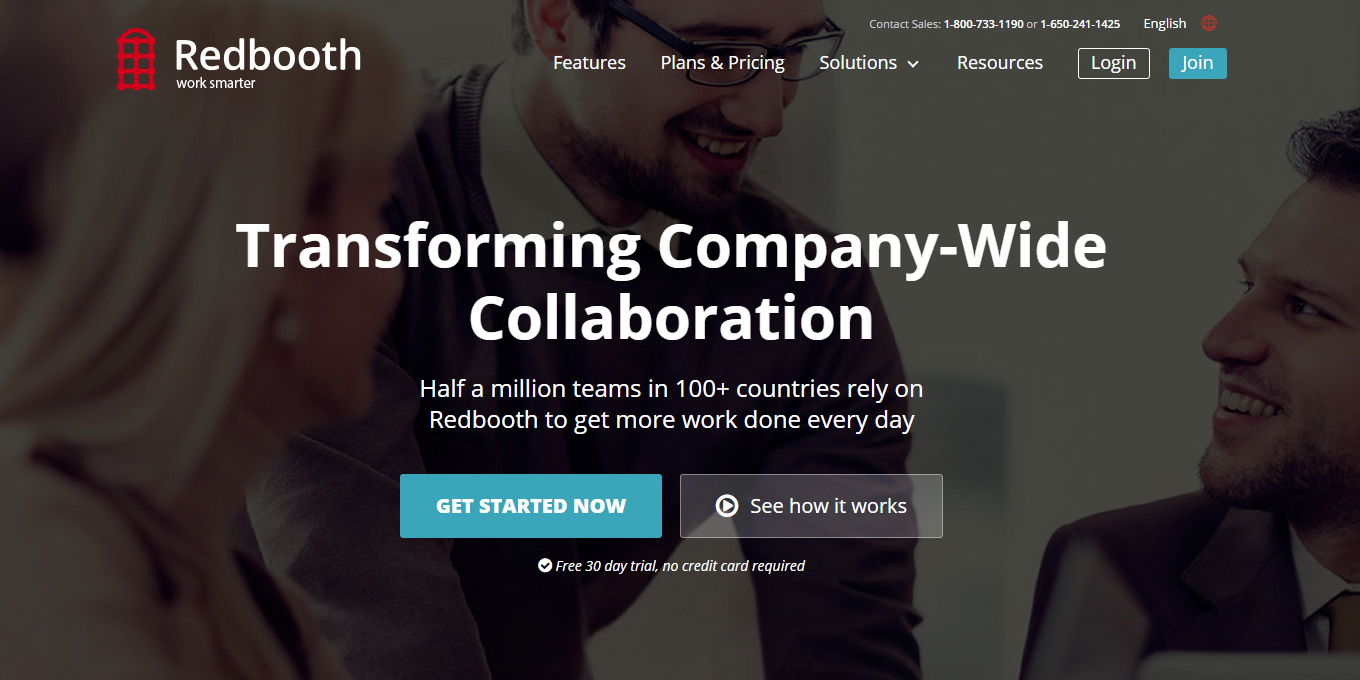 Contact Sales: 1-800-733-1190 or 1-650-241-1425 English
Redbooth
work smarter
Features Plans & Pricing Solutions Resources Login Join
Transforming Company-Wide
Collaboration
Half a million teams in 100+ countries rely on
Redbooth to get more work done every day
GET STARTED NOW See how it works
Free 30 day trial, no credit card required